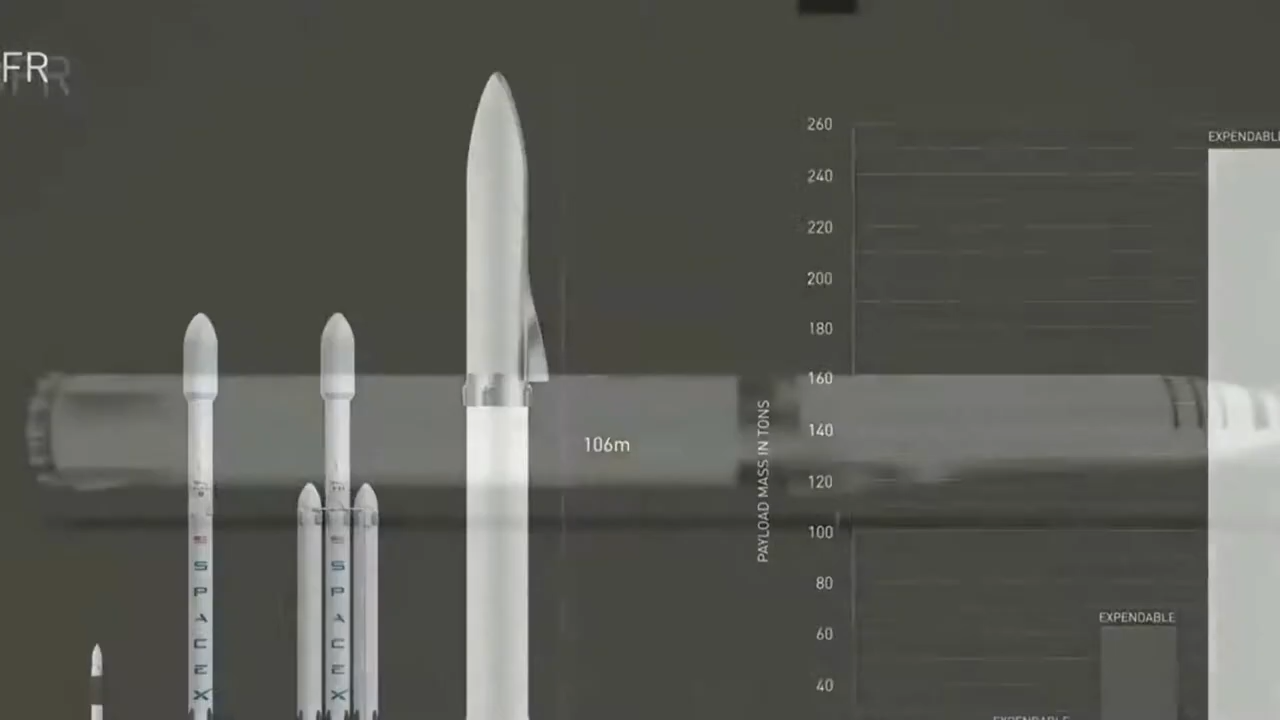 FR
260
EXPENDABLE
240
220
200
180
160
106m
140
PAYLOAD MASS IN TONS
120
100
80
EXPENDABLE
60
40
SPACEX
SPACEX